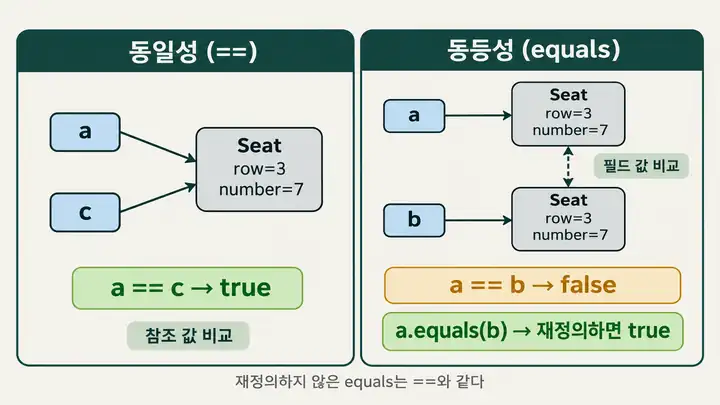 동일성 (==)
a
c
Seat
row=3
number=7
a == c → true
참조 값 비교
동등성 (equals)
a
Seat
row=3
number=7
필드 값 비교
b
Seat
row=3
number=7
a == b → false
a.equals(b) → 재정의하면 true
재정의하지 않은 equals는 ==와 같다